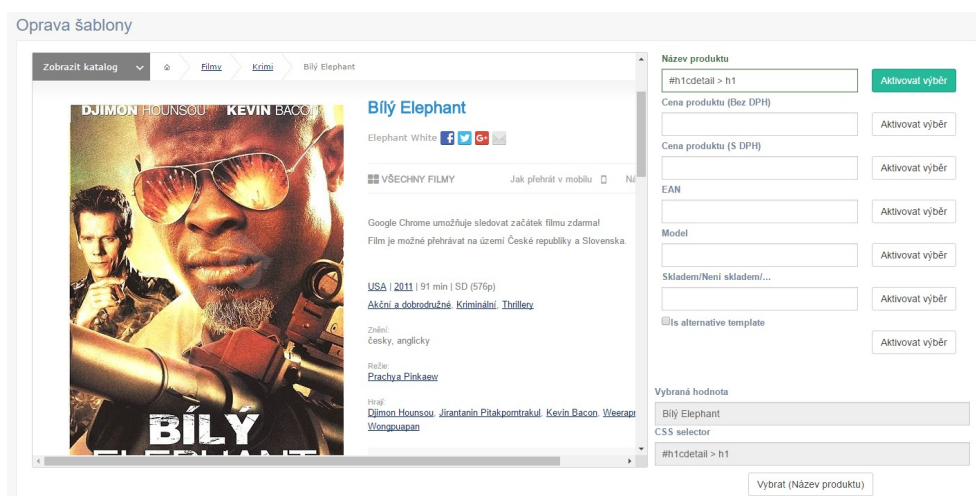 Oprava šablony
Zobrazit katalog
Filmy
Krimi
Bílý Elephant
DJIMON HOUNSOU KEVIN BACON
BÍLÝ
ELEPHANT
Bílý Elephant
Elephant White
VŠECHNY FILMY
Jak přehrát v mobilu
Ná
Google Chrome umožňuje sledovat začátek filmu zdarma!
Film je možné přehrávat na území České republiky a Slovenska.
USA | 2011 | 91 min | SD (576p)
Akční a dobrodružné, Kriminální, Thrillery
Znění:
česky, anglicky
Režie:
Prachya Pinkaew
Hrají:
Djimon Hounsou, Jirantanin Pitakporntrakul, Kevin Bacon, Weerapr
Wongpuapan
Název produktu
#h1cdetail > h1
Aktivovat výběr
Cena produktu (Bez DPH)
Aktivovat výběr
Cena produktu (S DPH)
Aktivovat výběr
EAN
Aktivovat výběr
Model
Aktivovat výběr
Skladem/Není skladem/...
Aktivovat výběr
Is alternative template
Aktivovat výběr
Vybraná hodnota
Bílý Elephant
CSS selector
#h1cdetail > h1
Vybrat (Název produktu)